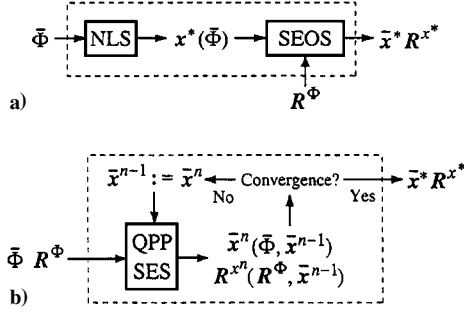 Φ̄ NLS x*(Φ̄) SEOS x̄* R^{x*}
R^Φ
a)
x̄^{n−1} := x̄^n No Convergence? Yes x̄* R^{x*}
Φ̄ R^Φ QPP SES
x̄^n(Φ̄, x̄^{n−1})
R^{x^n}(R^Φ, x̄^{n−1})
b)